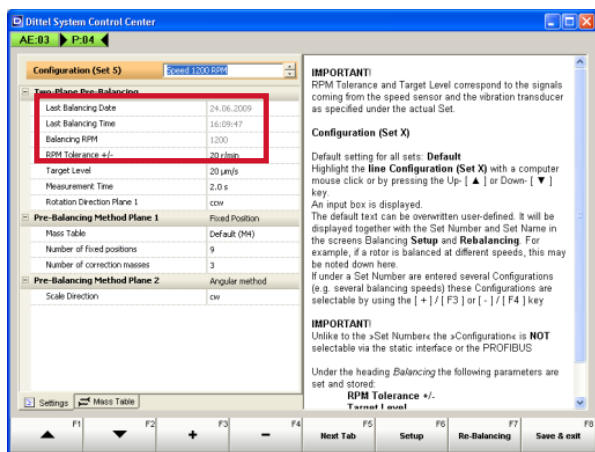 Dittel System Control Center
AE:03 P:04
Configuration (Set 5) Speed 1200 RPM
Two-Plane Pre-Balancing
Last Balancing Date 24.06.2009
Last Balancing Time 16:09:47
Balancing RPM 1200
RPM Tolerance +/- 20 r/min
Target Level 20 µm/s
Measurement Time 2.0 s
Rotation Direction Plane 1 ccw
Pre-Balancing Method Plane 1 Fixed Position
Mass Table Default (M4)
Number of fixed positions 9
Number of correction masses 3
Pre-Balancing Method Plane 2 Angular method
Scale Direction cw
Settings Mass Table
IMPORTANT!
RPM Tolerance and Target Level correspond to the signals
coming from the speed sensor and the vibration transducer
as specified under the actual Set.
Configuration (Set X)
Default setting for all sets: Default
Highlight the line Configuration (Set X) with a computer
mouse click or by pressing the Up- [ ▲ ] or Down- [ ▼ ]
key.
An input box is displayed.
The default text can be overwritten user-defined. It will be
displayed together with the Set Number and Set Name in
the screens Balancing Setup and Rebalancing. For
example, if a rotor is balanced at different speeds, this may
be noted down here.
If under a Set Number are entered several Configurations
(e.g. several balancing speeds) these Configurations are
selectable by using the [ + ] / [ F3 ] or [ - ] / [ F4 ] key
IMPORTANT!
Unlike to the »Set Number« the »Configuration« is NOT
selectable via the static interface or the PROFIBUS
Under the heading Balancing the following parameters are
set and stored:
RPM Tolerance +/-
Target Level
F1 F2 F3 F4 F5 F6 F7 F8
▲ ▼ + - Next Tab Setup Re-Balancing Save & exit